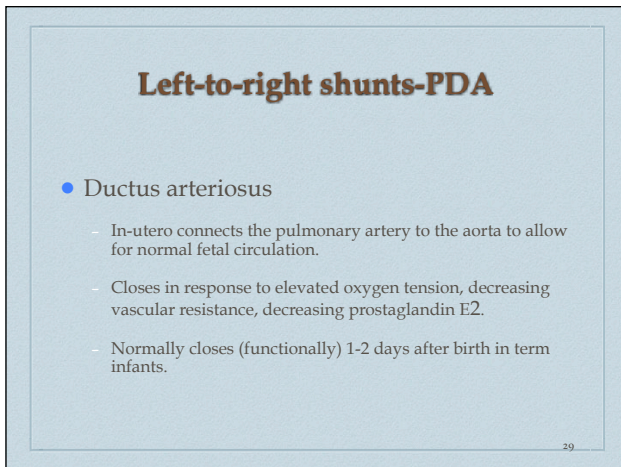 Left-to-right shunts-PDA
Ductus arteriosus
– In-utero connects the pulmonary artery to the aorta to allow
for normal fetal circulation.
– Closes in response to elevated oxygen tension, decreasing
vascular resistance, decreasing prostaglandin E2.
– Normally closes (functionally) 1-2 days after birth in term
infants.
29